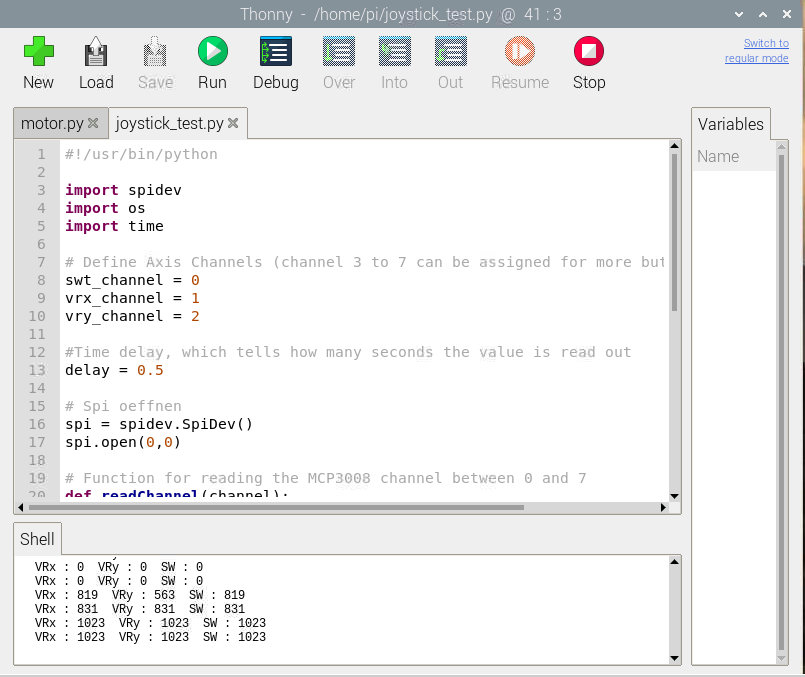 Thonny - /home/pi/joystick_test.py @ 41 : 3
New Load Save Run Debug Over Into Out Resume Stop
Switch to
regular mode
motor.py joystick_test.py
1 #!/usr/bin/python
2
3 import spidev
4 import os
5 import time
6
7 # Define Axis Channels (channel 3 to 7 can be assigned for more but
8 swt_channel = 0
9 vrx_channel = 1
10 vry_channel = 2
11
12 #Time delay, which tells how many seconds the value is read out
13 delay = 0.5
14
15 # Spi oeffnen
16 spi = spidev.SpiDev()
17 spi.open(0,0)
18
19 # Function for reading the MCP3008 channel between 0 and 7
20 def readChannel(channel):
Variables
Name
Shell
VRx : 0 VRy : 0 SW : 0
VRx : 0 VRy : 0 SW : 0
VRx : 819 VRy : 563 SW : 819
VRx : 831 VRy : 831 SW : 831
VRx : 1023 VRy : 1023 SW : 1023
VRx : 1023 VRy : 1023 SW : 1023